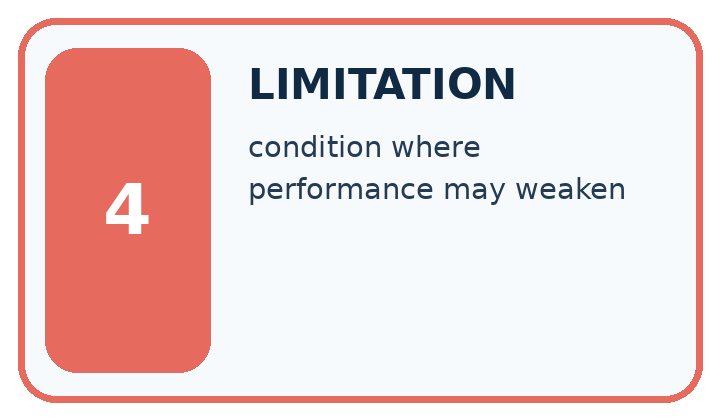 4
LIMITATION
condition where
performance may weaken